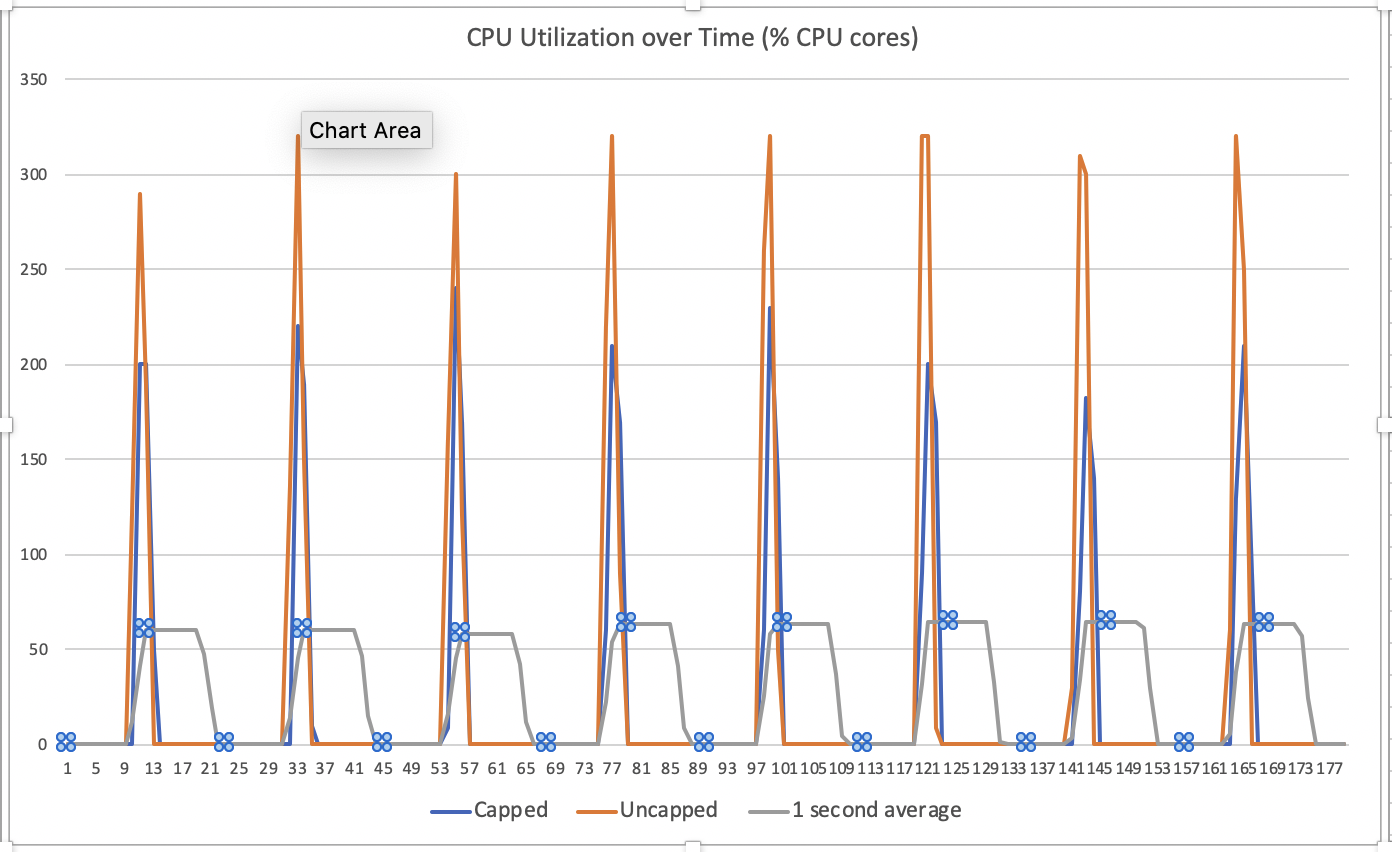 CPU Utilization over Time (% CPU cores)
350
Chart Area
300
250
200
150
100
50
0
1 5 9 13 17 21 25 29 33 37 41 45 49 53 57 61 65 69 73 77 81 85 89 93 97 101 105 109 113 117 121 125 129 133 137 141 145 149 153 157 161 165 169 173 177
Capped Uncapped 1 second average